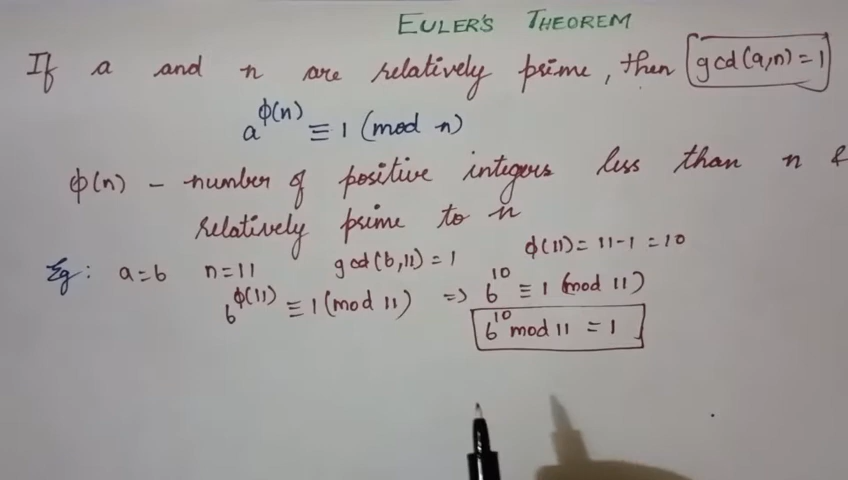 EULER'S THEOREM
If a and n are relatively prime, then gcd(a,n)=1
a^ϕ(n) ≡ 1 (mod n)
ϕ(n) – number of positive integers less than n &
relatively prime to n
Eg: a=6 n=11 gcd(6,11)=1 ϕ(11)=11-1=10
6^ϕ(11) ≡ 1(mod 11) => 6^10 ≡ 1 (mod 11)
6^10 mod 11 = 1